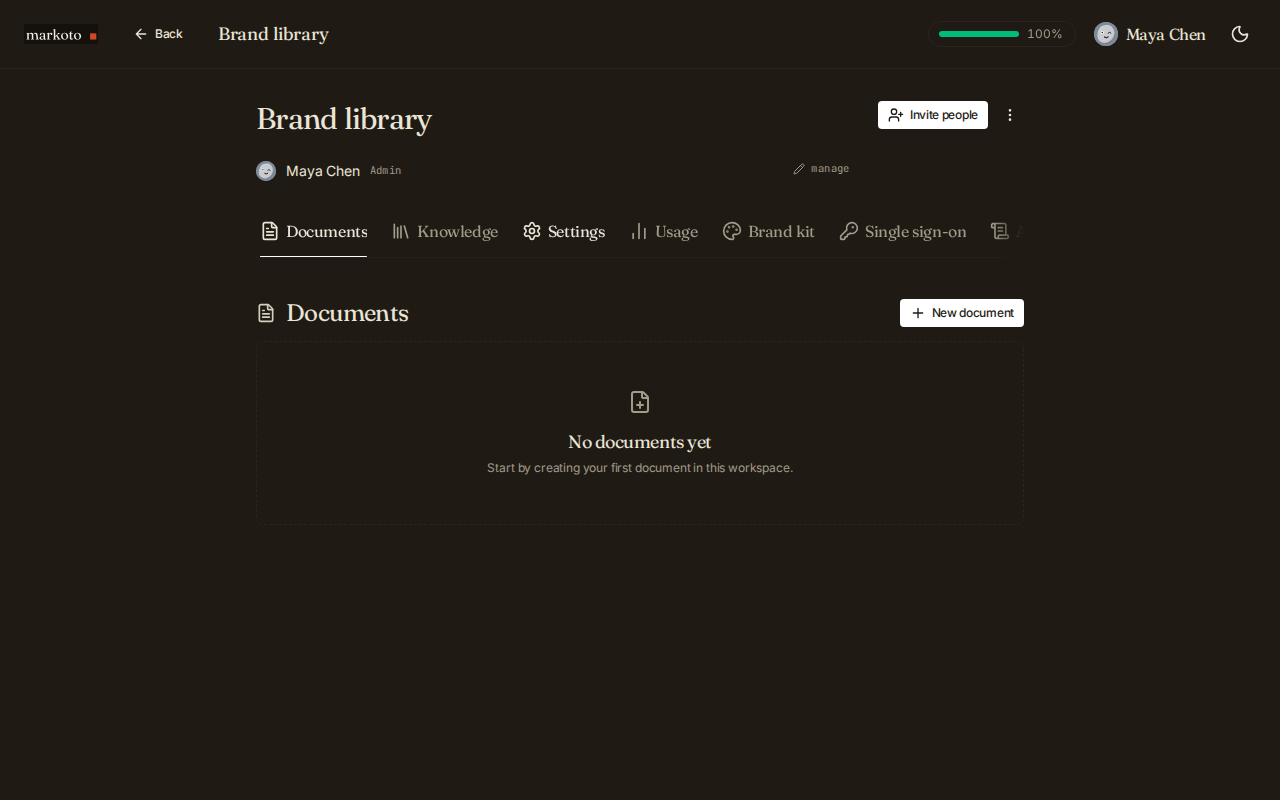 markoto
Back
Brand library
100%
Maya Chen
Brand library
Invite people
Maya Chen Admin
manage
Documents Knowledge Settings Usage Brand kit Single sign-on
Documents
New document
No documents yet
Start by creating your first document in this workspace.